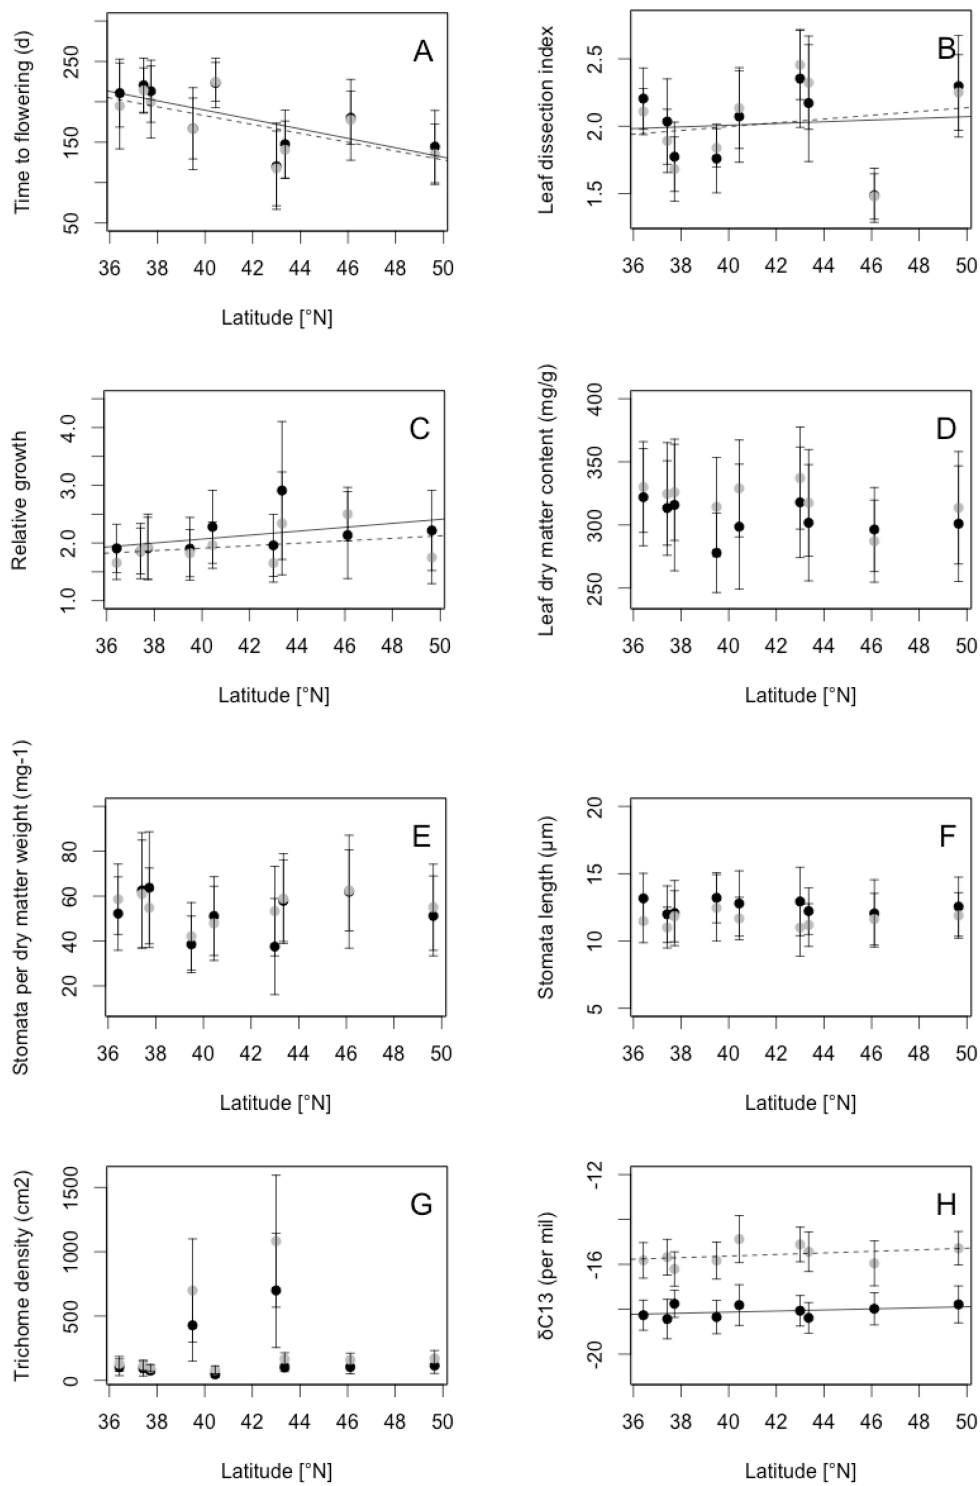 Time to flowering (d)
250
150
50
A
36 38 40 42 44 46 48 50
Latitude [°N]
Leaf dissection index
2.5
2.0
1.5
B
36 38 40 42 44 46 48 50
Latitude [°N]
Relative growth
4.0
3.0
2.0
1.0
C
36 38 40 42 44 46 48 50
Latitude [°N]
Leaf dry matter content (mg/g)
400
350
300
250
D
36 38 40 42 44 46 48 50
Latitude [°N]
Stomata per dry matter weight (mg-1)
80
60
40
20
E
36 38 40 42 44 46 48 50
Latitude [°N]
Stomata length (µm)
20
15
10
5
F
36 38 40 42 44 46 48 50
Latitude [°N]
Trichome density (cm2)
1500
1000
500
0
G
36 38 40 42 44 46 48 50
Latitude [°N]
δC13 (per mil)
-12
-16
-20
H
36 38 40 42 44 46 48 50
Latitude [°N]